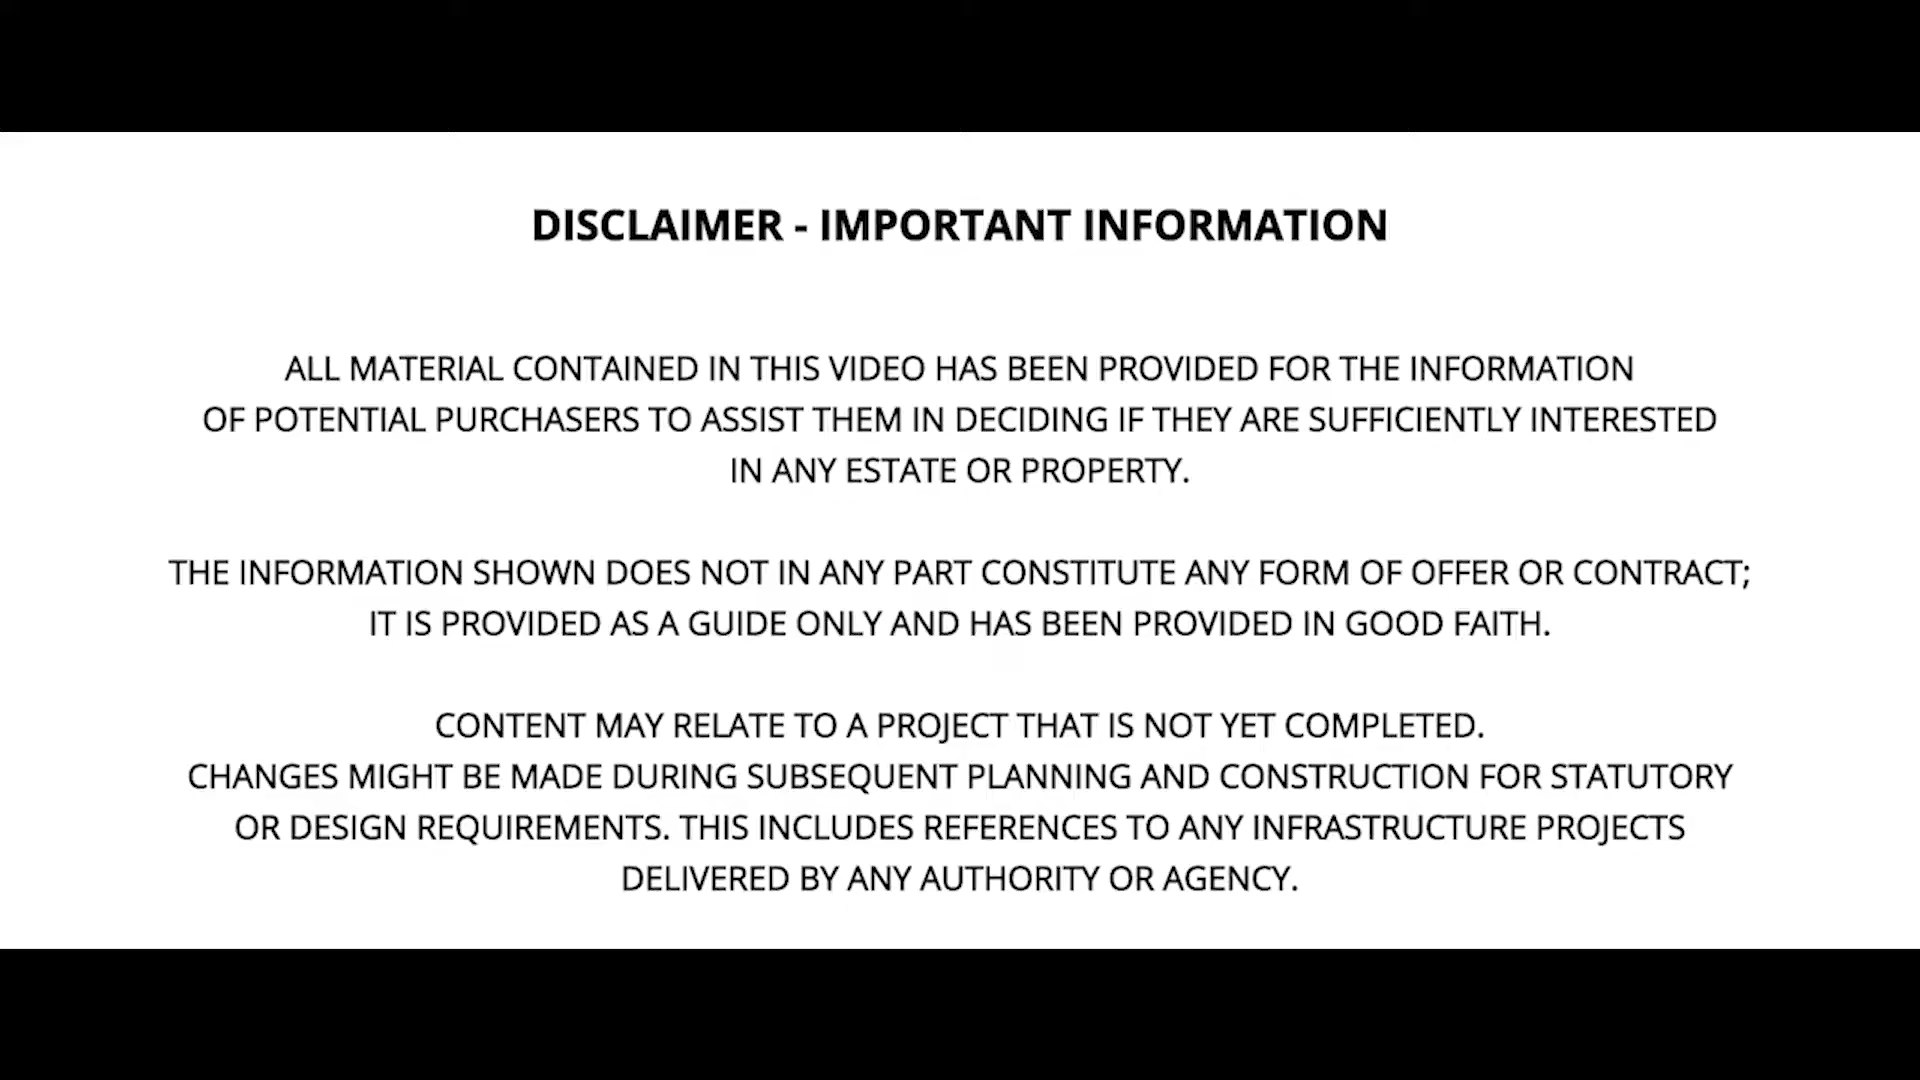 DISCLAIMER - IMPORTANT INFORMATION
ALL MATERIAL CONTAINED IN THIS VIDEO HAS BEEN PROVIDED FOR THE INFORMATION
OF POTENTIAL PURCHASERS TO ASSIST THEM IN DECIDING IF THEY ARE SUFFICIENTLY INTERESTED
IN ANY ESTATE OR PROPERTY.
THE INFORMATION SHOWN DOES NOT IN ANY PART CONSTITUTE ANY FORM OF OFFER OR CONTRACT;
IT IS PROVIDED AS A GUIDE ONLY AND HAS BEEN PROVIDED IN GOOD FAITH.
CONTENT MAY RELATE TO A PROJECT THAT IS NOT YET COMPLETED.
CHANGES MIGHT BE MADE DURING SUBSEQUENT PLANNING AND CONSTRUCTION FOR STATUTORY
OR DESIGN REQUIREMENTS. THIS INCLUDES REFERENCES TO ANY INFRASTRUCTURE PROJECTS
DELIVERED BY ANY AUTHORITY OR AGENCY.